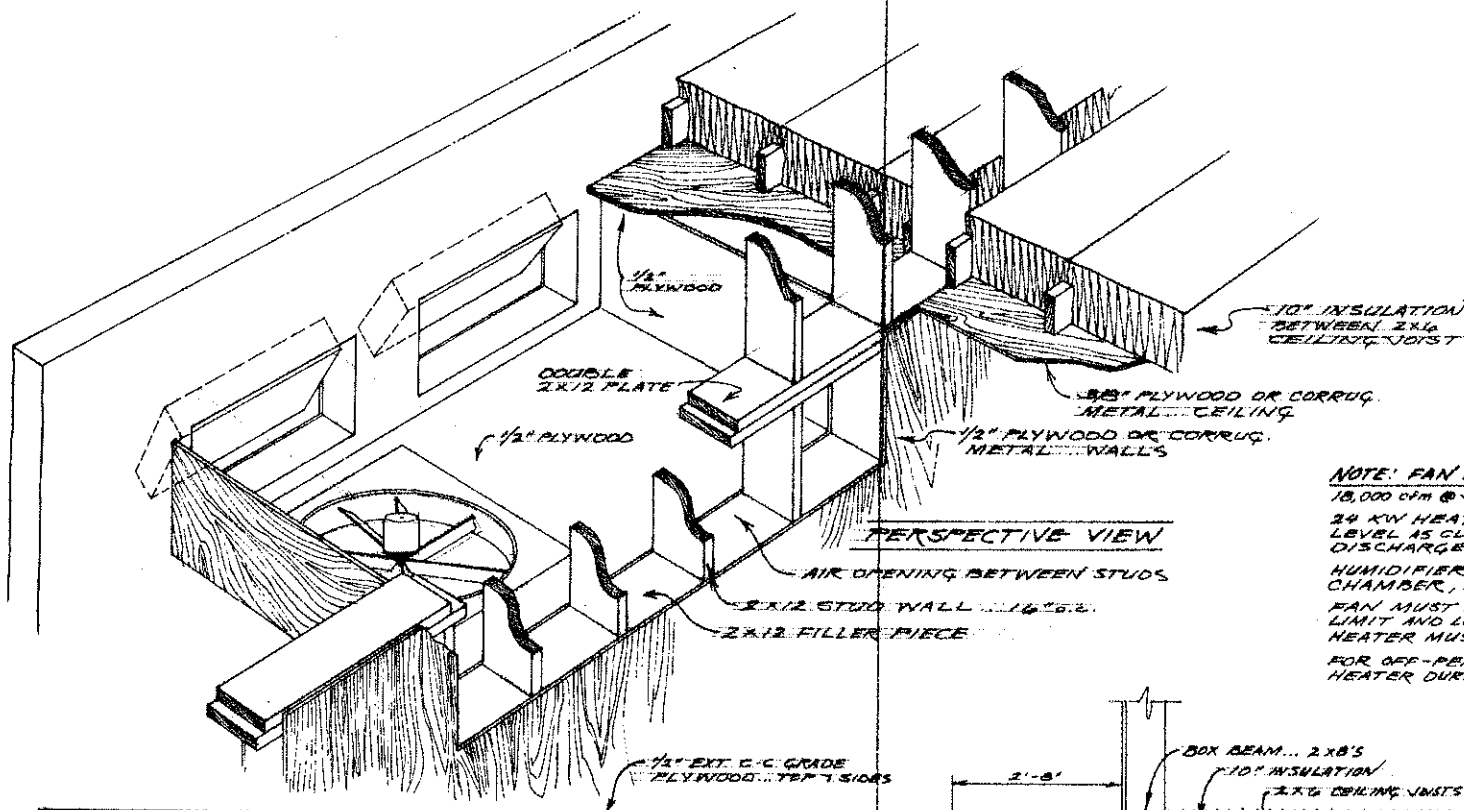 1/2"
PLYWOOD
10" INSULATION
BETWEEN 2X6
CEILING JOIST
DOUBLE
2X12 PLATE
3/8" PLYWOOD OR CORRUG.
METAL CEILING
1/2" PLYWOOD
1/2" PLYWOOD OR CORRUG.
METAL WALLS
NOTE: FAN
18,000 cfm @
24 KW HEAT
LEVEL AS CL
DISCHARGE
HUMIDIFIER
CHAMBER,
FAN MUST
LIMIT AND L
HEATER MUS
FOR OFF-PE
HEATER DUR
PERSPECTIVE VIEW
AIR OPENING BETWEEN STUDS
2X12 STUD WALL ... 16" o.c.
2X12 FILLER PIECE
1/2" EXT. C-C GRADE
PLYWOOD... TOP & SIDES
2'-8"
BOX BEAM... 2X8'S
10" INSULATION
2X6 CEILING JOISTS